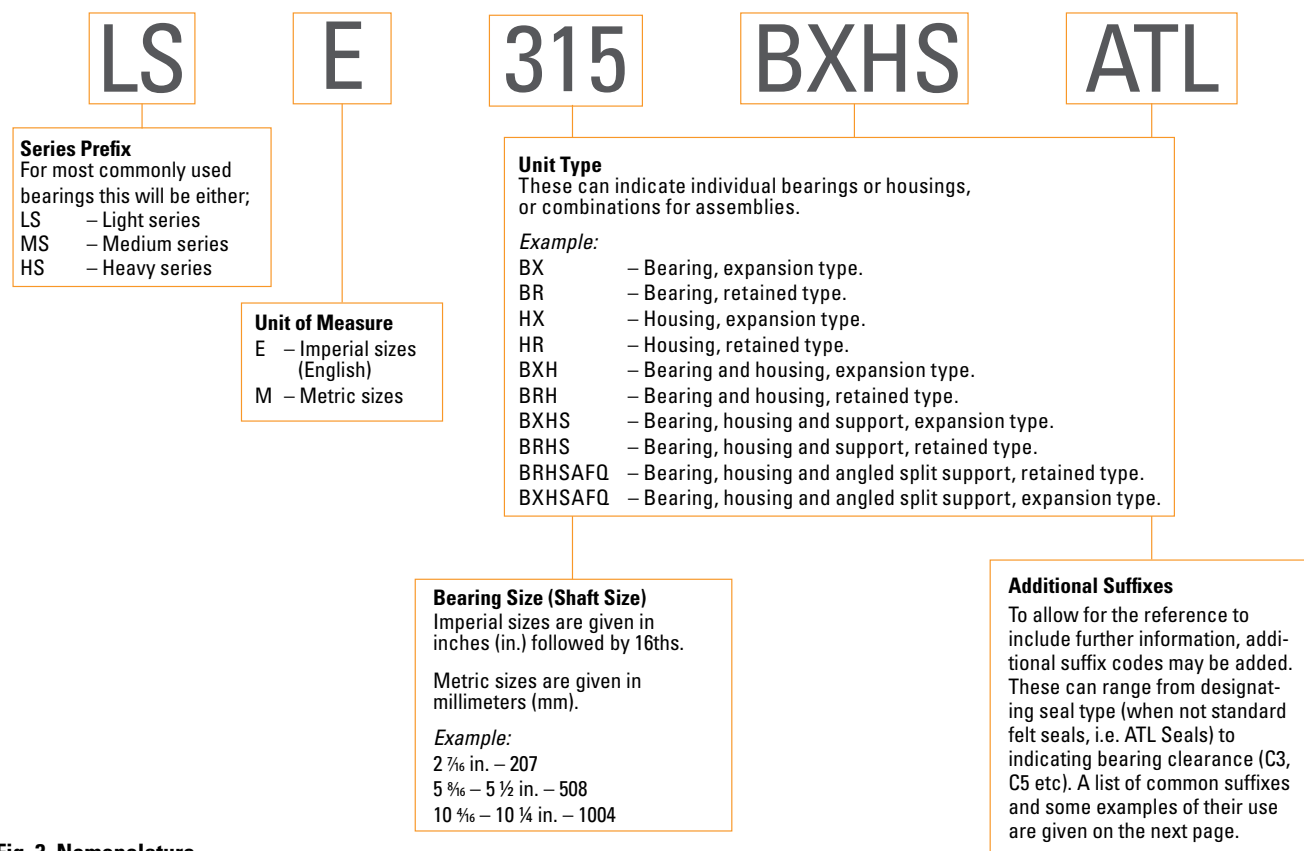 LS E 315 BXHS ATL
Series Prefix
For most commonly used
bearings this will be either;
LS – Light series
MS – Medium series
HS – Heavy series
Unit of Measure
E – Imperial sizes
(English)
M – Metric sizes
Unit Type
These can indicate individual bearings or housings,
or combinations for assemblies.
Example:
BX – Bearing, expansion type.
BR – Bearing, retained type.
HX – Housing, expansion type.
HR – Housing, retained type.
BXH – Bearing and housing, expansion type.
BRH – Bearing and housing, retained type.
BXHS – Bearing, housing and support, expansion type.
BRHS – Bearing, housing and support, retained type.
BRHSAFQ – Bearing, housing and angled split support, retained type.
BXHSAFQ – Bearing, housing and angled split support, expansion type.
Bearing Size (Shaft Size)
Imperial sizes are given in
inches (in.) followed by 16ths.
Metric sizes are given in
millimeters (mm).
Example:
2 7⁄16 in. – 207
5 8⁄16 – 5 ½ in. – 508
10 4⁄16 – 10 ¼ in. – 1004
Additional Suffixes
To allow for the reference to
include further information, addi-
tional suffix codes may be added.
These can range from designat-
ing seal type (when not standard
felt seals, i.e. ATL Seals) to
indicating bearing clearance (C3,
C5 etc). A list of common suffixes
and some examples of their use
are given on the next page.